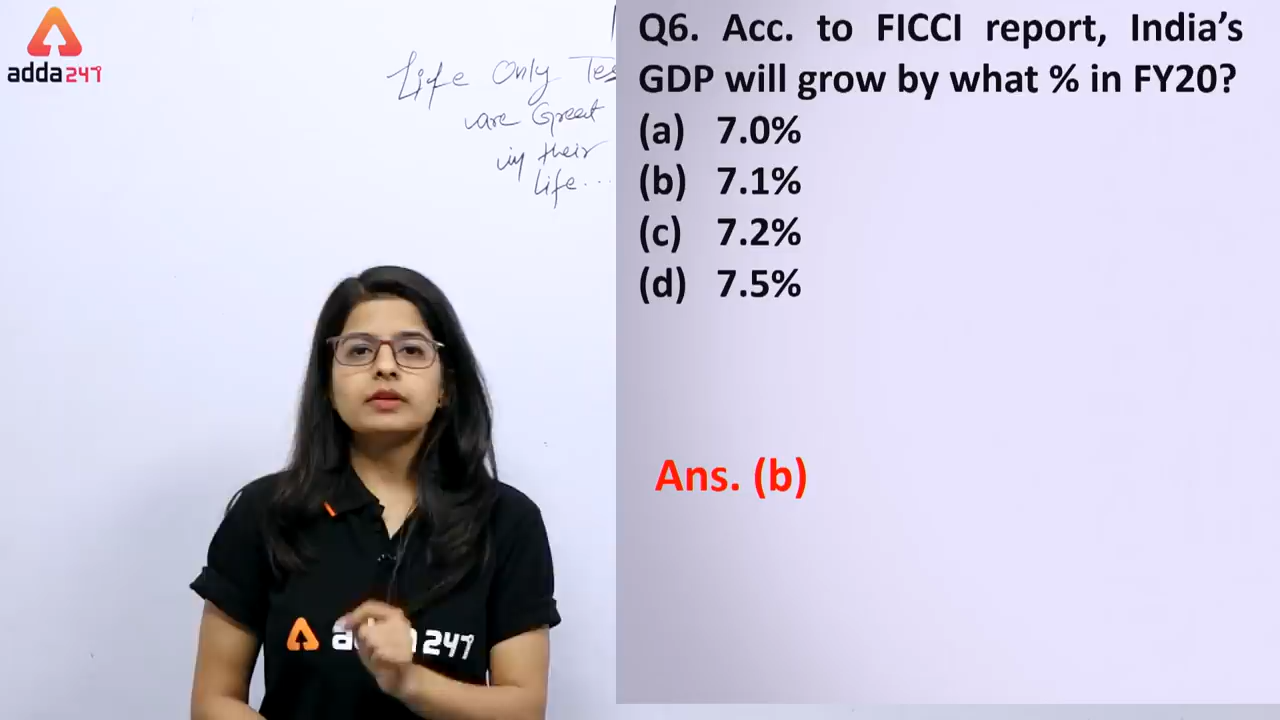 adda247
Life Only Tes
are Great
in their
life...
Q6. Acc. to FICCI report, India’s
GDP will grow by what % in FY20?
(a) 7.0%
(b) 7.1%
(c) 7.2%
(d) 7.5%
Ans. (b)
247